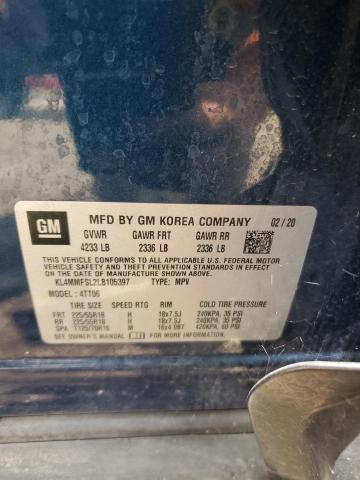 GM
MFD BY GM KOREA COMPANY 02/20
GVWR GAWR FRT GAWR RR
4233 LB 2336 LB 2336 LB
THIS VEHICLE CONFORMS TO ALL APPLICABLE U.S. FEDERAL MOTOR
VEHICLE SAFETY, BUMPER, AND THEFT PREVENTION STANDARDS IN
EFFECT ON THE DATE OF MANUFACTURE SHOWN ABOVE.
KL4MMFSL2LB105397 TYPE: MPV
MODEL: 4TT06
TIRE SIZE SPEED RTG RIM COLD TIRE PRESSURE
FRT 225/55R18 H 18x7.5J 240KPA, 35 PSI
RR 225/55R18 H 18x7.5J 240KPA, 35 PSI
SPA T125/70R16 M 16x4.0BT 420KPA, 60 PSI
SEE OWNER'S MANUAL FOR MORE INFORMATION.